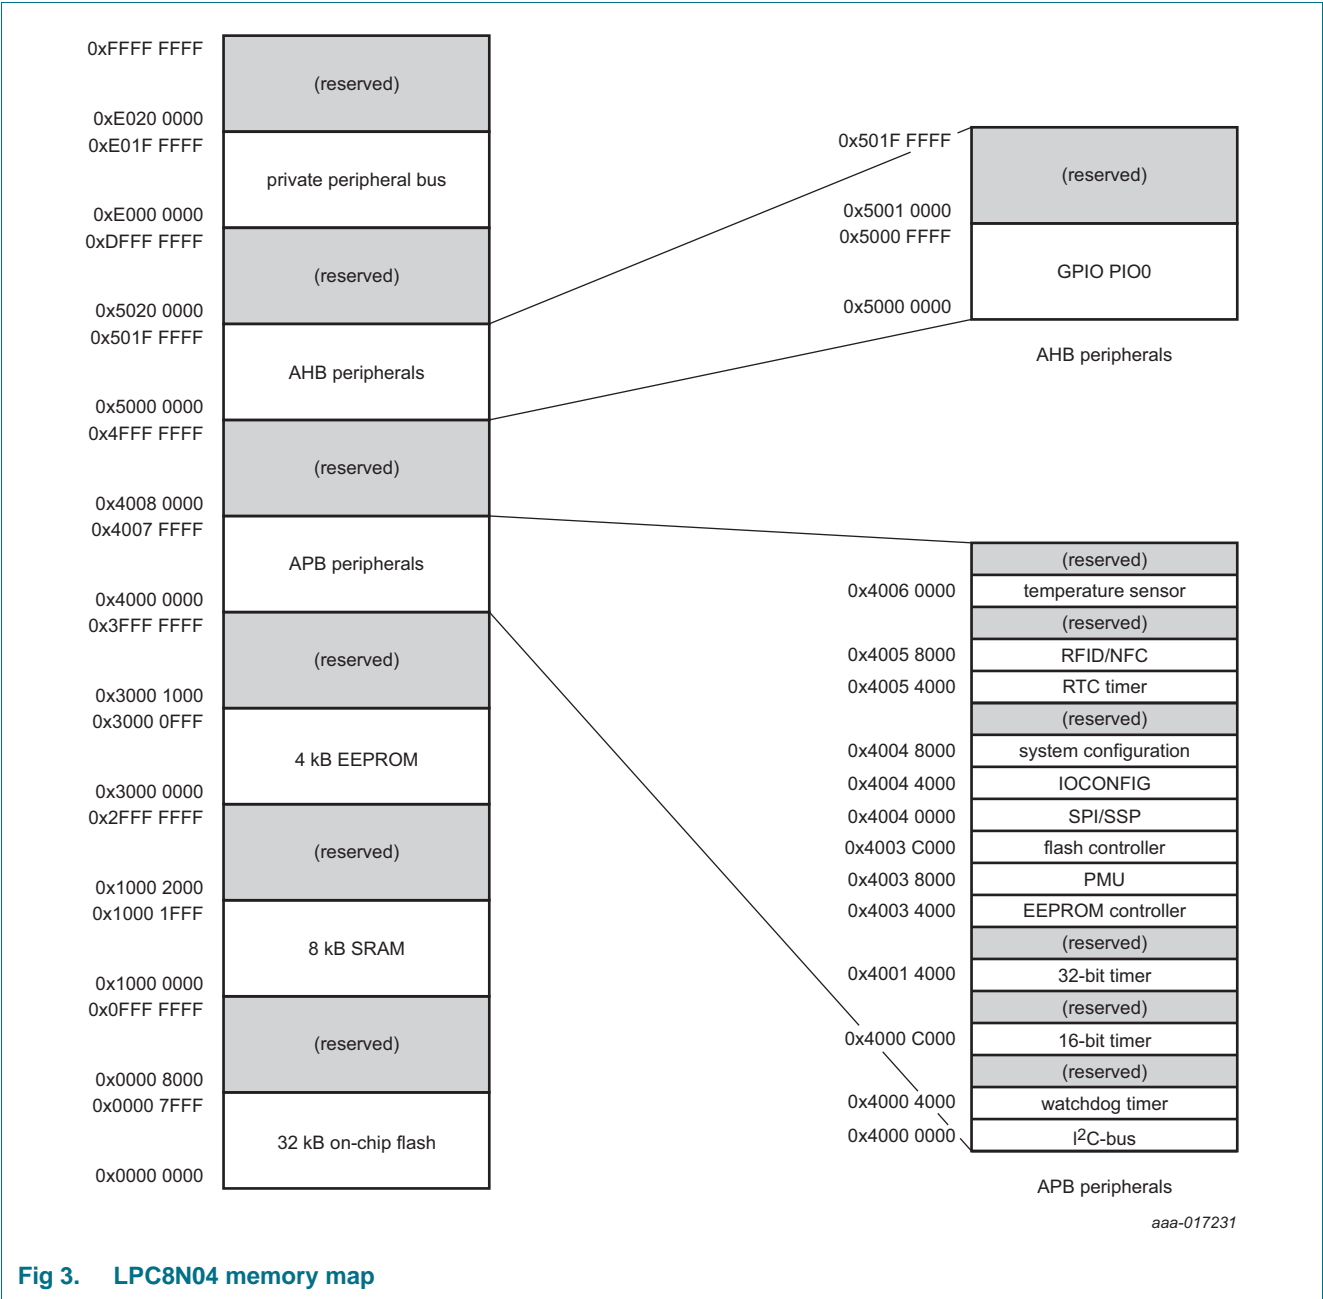 0xFFFF FFFF
(reserved)
0xE020 0000
0xE01F FFFF
private peripheral bus
0xE000 0000
0xDFFF FFFF
(reserved)
0x5020 0000
0x501F FFFF
AHB peripherals
0x5000 0000
0x4FFF FFFF
(reserved)
0x4008 0000
0x4007 FFFF
APB peripherals
0x4000 0000
0x3FFF FFFF
(reserved)
0x3000 1000
0x3000 0FFF
4 kB EEPROM
0x3000 0000
0x2FFF FFFF
(reserved)
0x1000 2000
0x1000 1FFF
8 kB SRAM
0x1000 0000
0x0FFF FFFF
(reserved)
0x0000 8000
0x0000 7FFF
32 kB on-chip flash
0x0000 0000
0x501F FFFF
(reserved)
0x5001 0000
0x5000 FFFF
GPIO PIO0
0x5000 0000
AHB peripherals
(reserved)
0x4006 0000 temperature sensor
(reserved)
0x4005 8000 RFID/NFC
0x4005 4000 RTC timer
(reserved)
0x4004 8000 system configuration
0x4004 4000 IOCONFIG
0x4004 0000 SPI/SSP
0x4003 C000 flash controller
0x4003 8000 PMU
0x4003 4000 EEPROM controller
(reserved)
0x4001 4000 32-bit timer
(reserved)
0x4000 C000 16-bit timer
(reserved)
0x4000 4000 watchdog timer
0x4000 0000 I2C-bus
APB peripherals
aaa-017231
Fig 3. LPC8N04 memory map